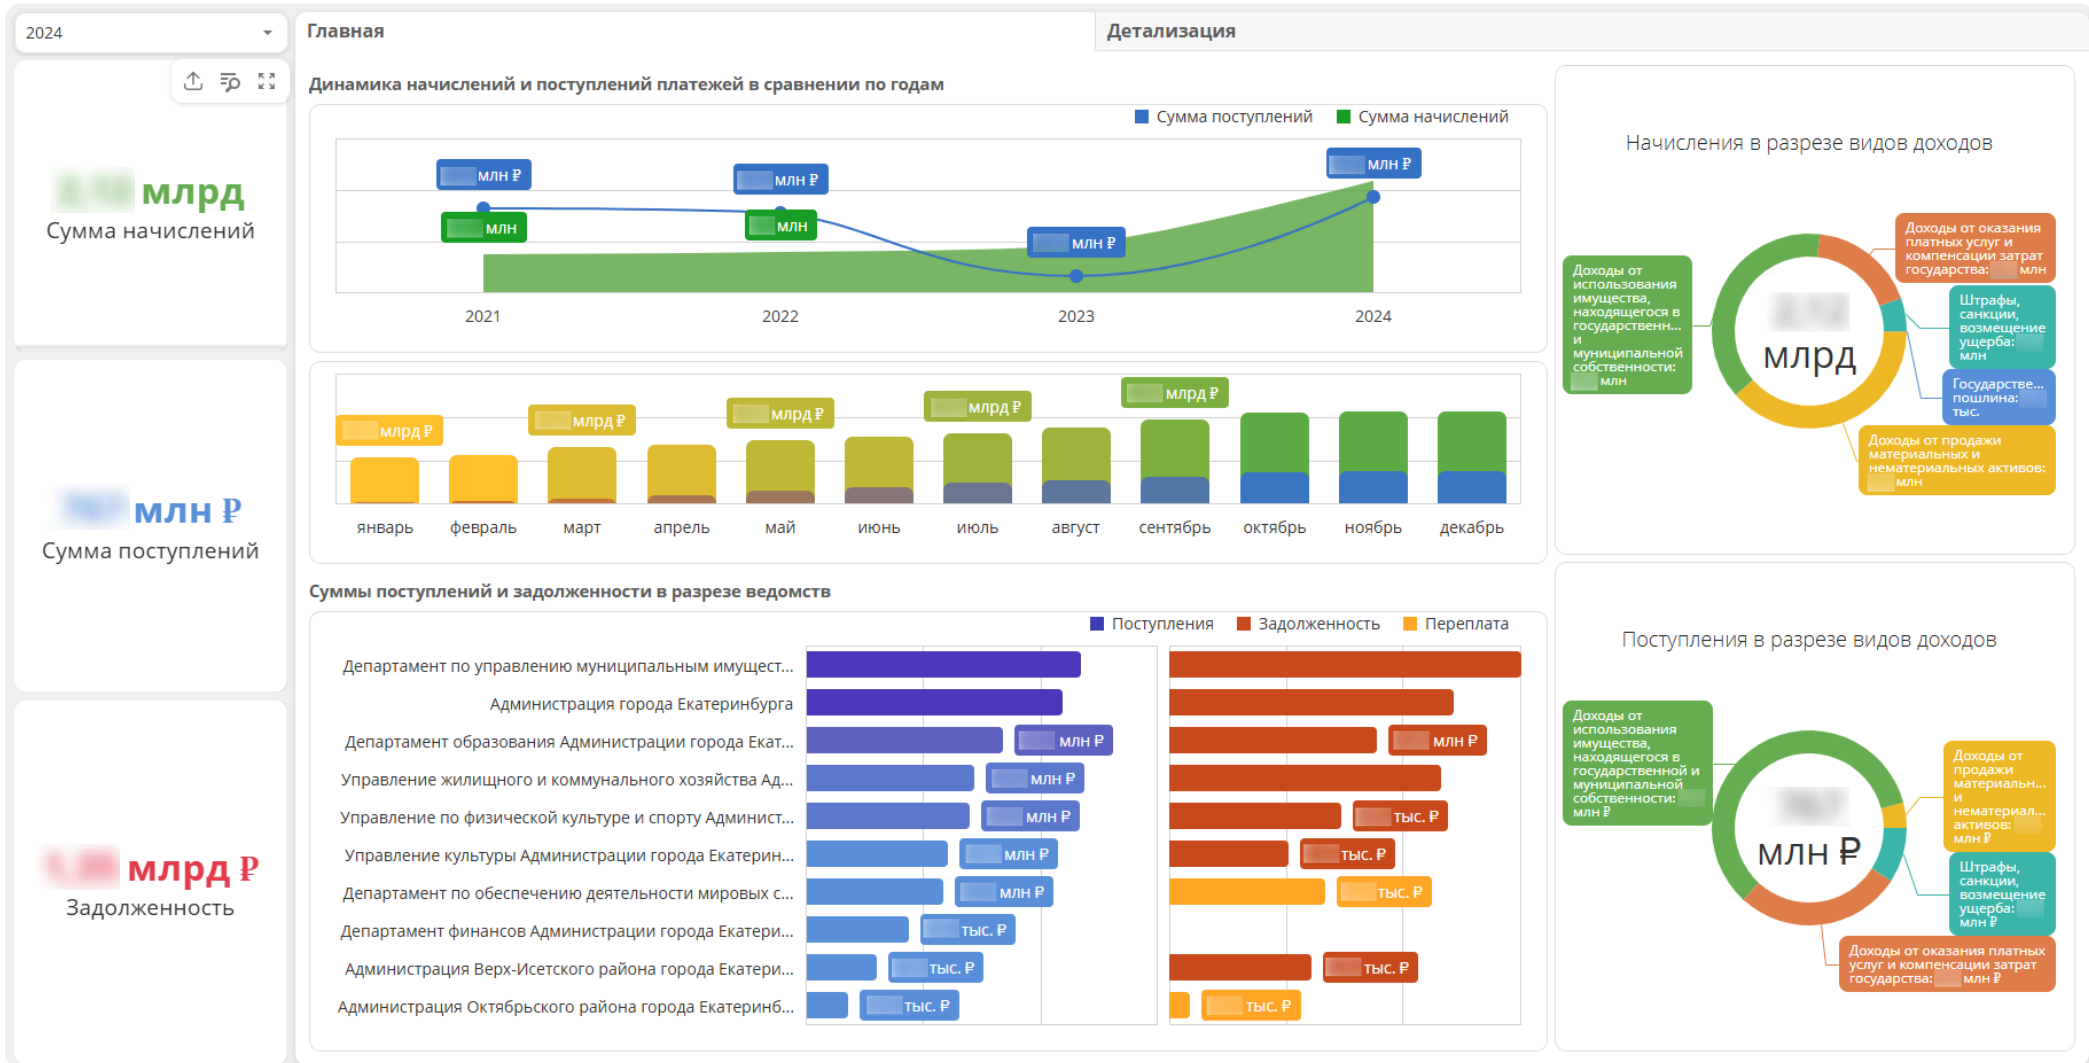 2024
Главная
Детализация
млрд
Сумма начислений
млн ₽
Сумма поступлений
млрд ₽
Задолженность
Динамика начислений и поступлений платежей в сравнении по годам
Сумма поступлений
Сумма начислений
млн ₽
млн ₽
млн ₽
млн ₽
млн
млн
2021
2022
2023
2024
млрд ₽
млрд ₽
млрд ₽
млрд ₽
млрд ₽
январь
февраль
март
апрель
май
июнь
июль
август
сентябрь
октябрь
ноябрь
декабрь
Суммы поступлений и задолженности в разрезе ведомств
Поступления
Задолженность
Переплата
Департамент по управлению муниципальным имущест...
Администрация города Екатеринбурга
Департамент образования Администрации города Екат...
млн ₽
млн ₽
Управление жилищного и коммунального хозяйства Ад...
млн ₽
Управление по физической культуре и спорту Админист...
млн ₽
тыс. ₽
Управление культуры Администрации города Екатерин...
млн ₽
тыс. ₽
Департамент по обеспечению деятельности мировых с...
млн ₽
тыс. ₽
Департамент финансов Администрации города Екатери...
тыс. ₽
Администрация Верх-Исетского района города Екатери...
тыс. ₽
тыс. ₽
Администрация Октябрьского района города Екатеринб...
тыс. ₽
тыс. ₽
Начисления в разрезе видов доходов
Доходы от
использования
имущества,
находящегося в
государственн...
и
муниципальной
собственности:
млн
млрд
Доходы от оказания
платных услуг и
компенсации затрат
государства: млн
Штрафы,
санкции,
возмещение
ущерба:
млн
Государстве...
пошлина:
тыс.
Доходы от продажи
материальных и
нематериальных активов:
млн
Поступления в разрезе видов доходов
Доходы от
использования
имущества,
находящегося в
государственной и
муниципальной
собственности:
млн ₽
млн ₽
Доходы от
продажи
материальн...
и
нематериал...
активов:
млн ₽
Штрафы,
санкции,
возмещение
ущерба:
млн ₽
Доходы от оказания платных
услуг и компенсации затрат
государства: млн ₽